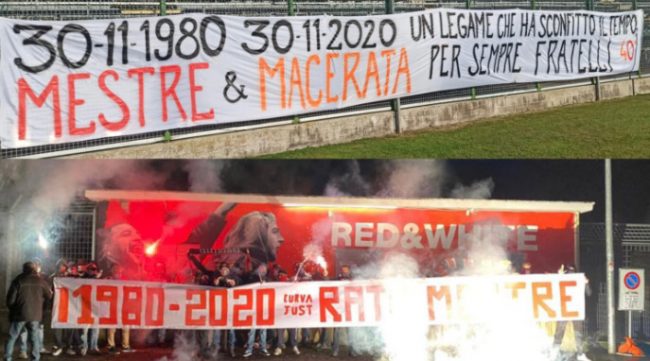 30-11-1980 30-11-2020 UN LEGAME CHE HA SCONFITTO IL TEMPO,
MESTRE & MACERATA PER SEMPRE FRATELLI 40°
RED&WHITE
1980-2020 CURVA JUST RATA MESTRE